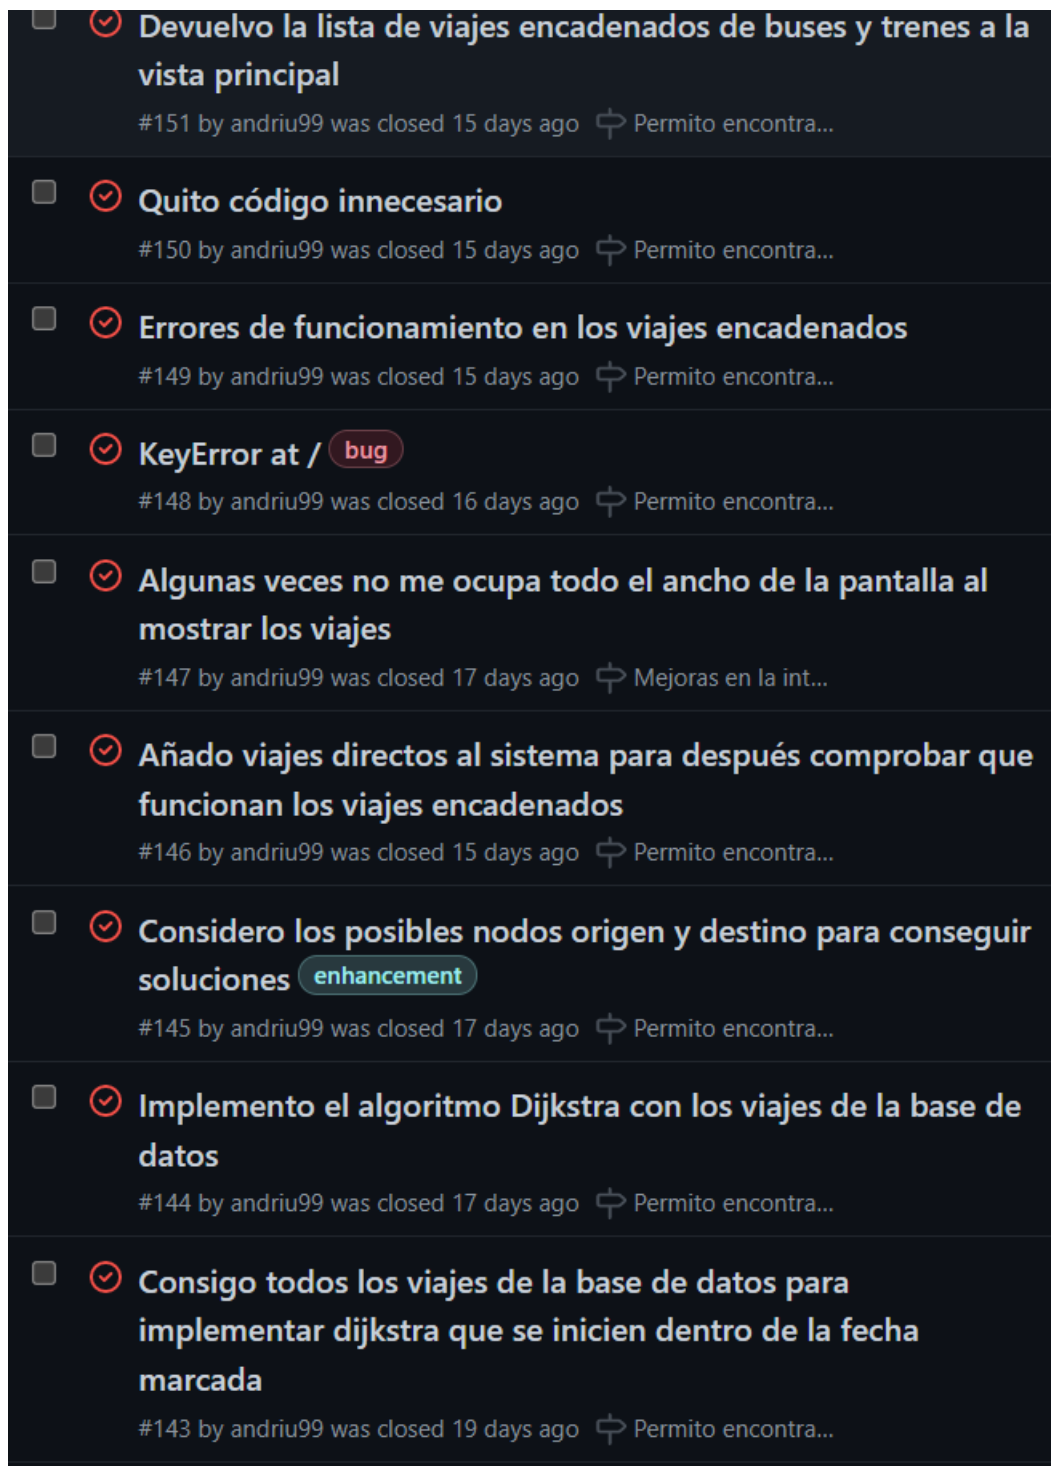 Devuelvo la lista de viajes encadenados de buses y trenes a la
vista principal
#151 by andriu99 was closed 15 days ago Permito encontra...
Quito código innecesario
#150 by andriu99 was closed 15 days ago Permito encontra...
Errores de funcionamiento en los viajes encadenados
#149 by andriu99 was closed 15 days ago Permito encontra...
KeyError at / bug
#148 by andriu99 was closed 16 days ago Permito encontra...
Algunas veces no me ocupa todo el ancho de la pantalla al
mostrar los viajes
#147 by andriu99 was closed 17 days ago Mejoras en la int...
Añado viajes directos al sistema para después comprobar que
funcionan los viajes encadenados
#146 by andriu99 was closed 15 days ago Permito encontra...
Considero los posibles nodos origen y destino para conseguir
soluciones enhancement
#145 by andriu99 was closed 17 days ago Permito encontra...
Implemento el algoritmo Dijkstra con los viajes de la base de
datos
#144 by andriu99 was closed 17 days ago Permito encontra...
Consigo todos los viajes de la base de datos para
implementar dijkstra que se inicien dentro de la fecha
marcada
#143 by andriu99 was closed 19 days ago Permito encontra...